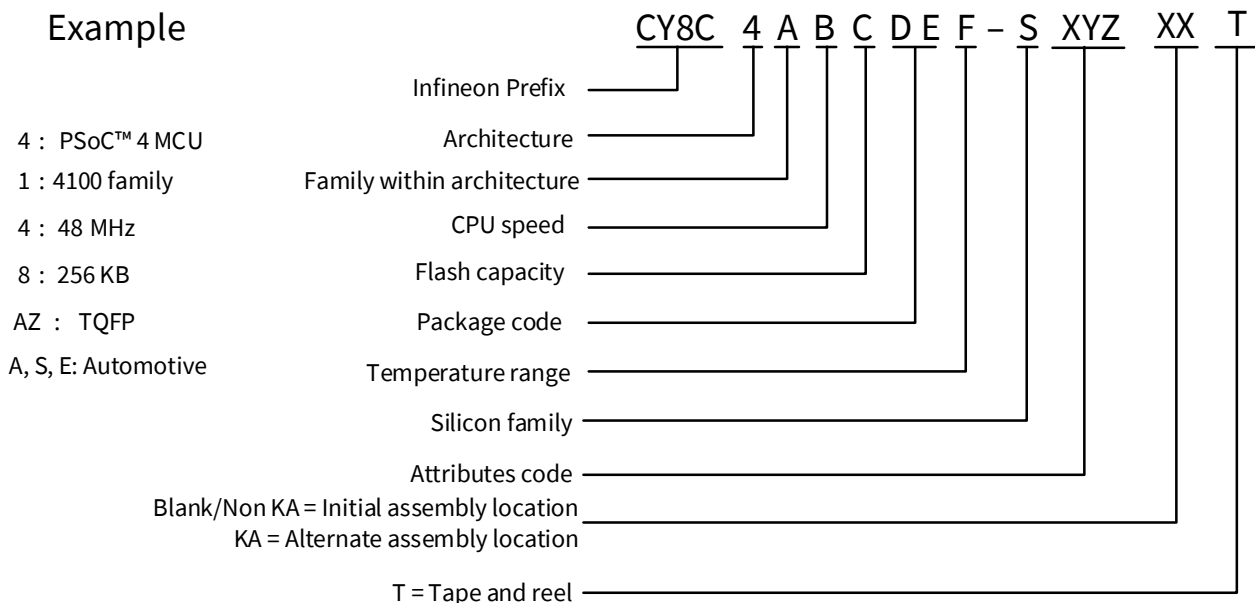 Example CY8C 4 A B C D E F – S XYZ XX T
Infineon Prefix
4 : PSoC™ 4 MCU Architecture
1 : 4100 family Family within architecture
4 : 48 MHz CPU speed
8 : 256 KB Flash capacity
AZ : TQFP Package code
A, S, E: Automotive Temperature range
Silicon family
Attributes code
Blank/Non KA = Initial assembly location
KA = Alternate assembly location
T = Tape and reel